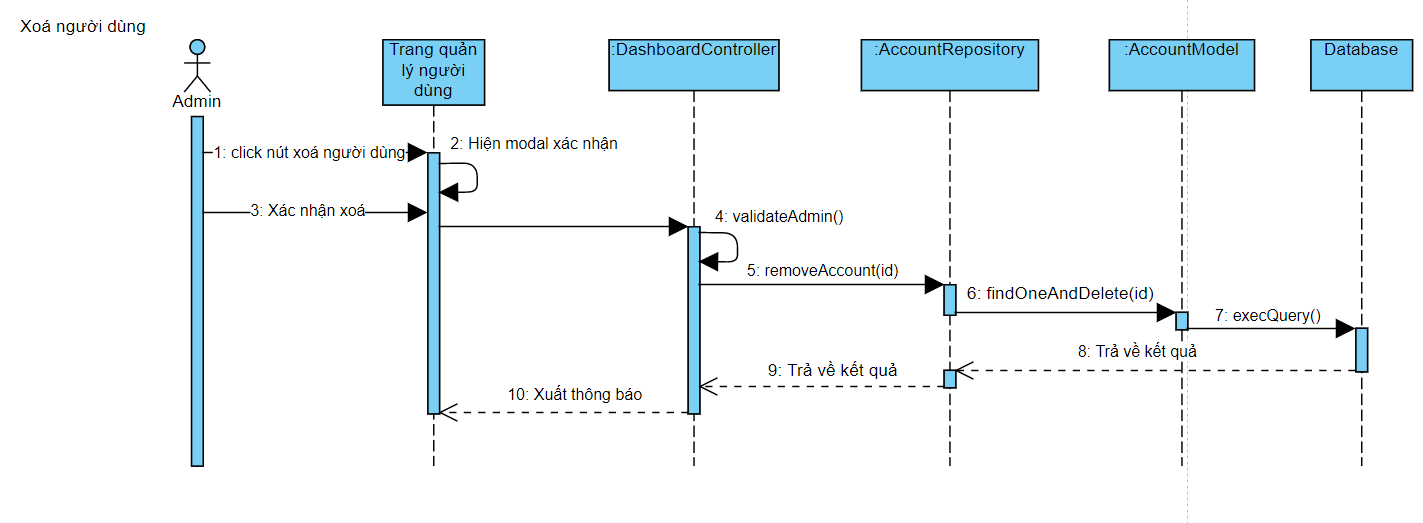 Xoá người dùng
Admin
Trang quản
lý người
dùng
:DashboardController
:AccountRepository
:AccountModel
Database
1: click nút xoá người dùng
2: Hiện modal xác nhận
3: Xác nhận xoá
4: validateAdmin()
5: removeAccount(id)
6: findOneAndDelete(id)
7: execQuery()
8: Trả về kết quả
9: Trả về kết quả
10: Xuất thông báo